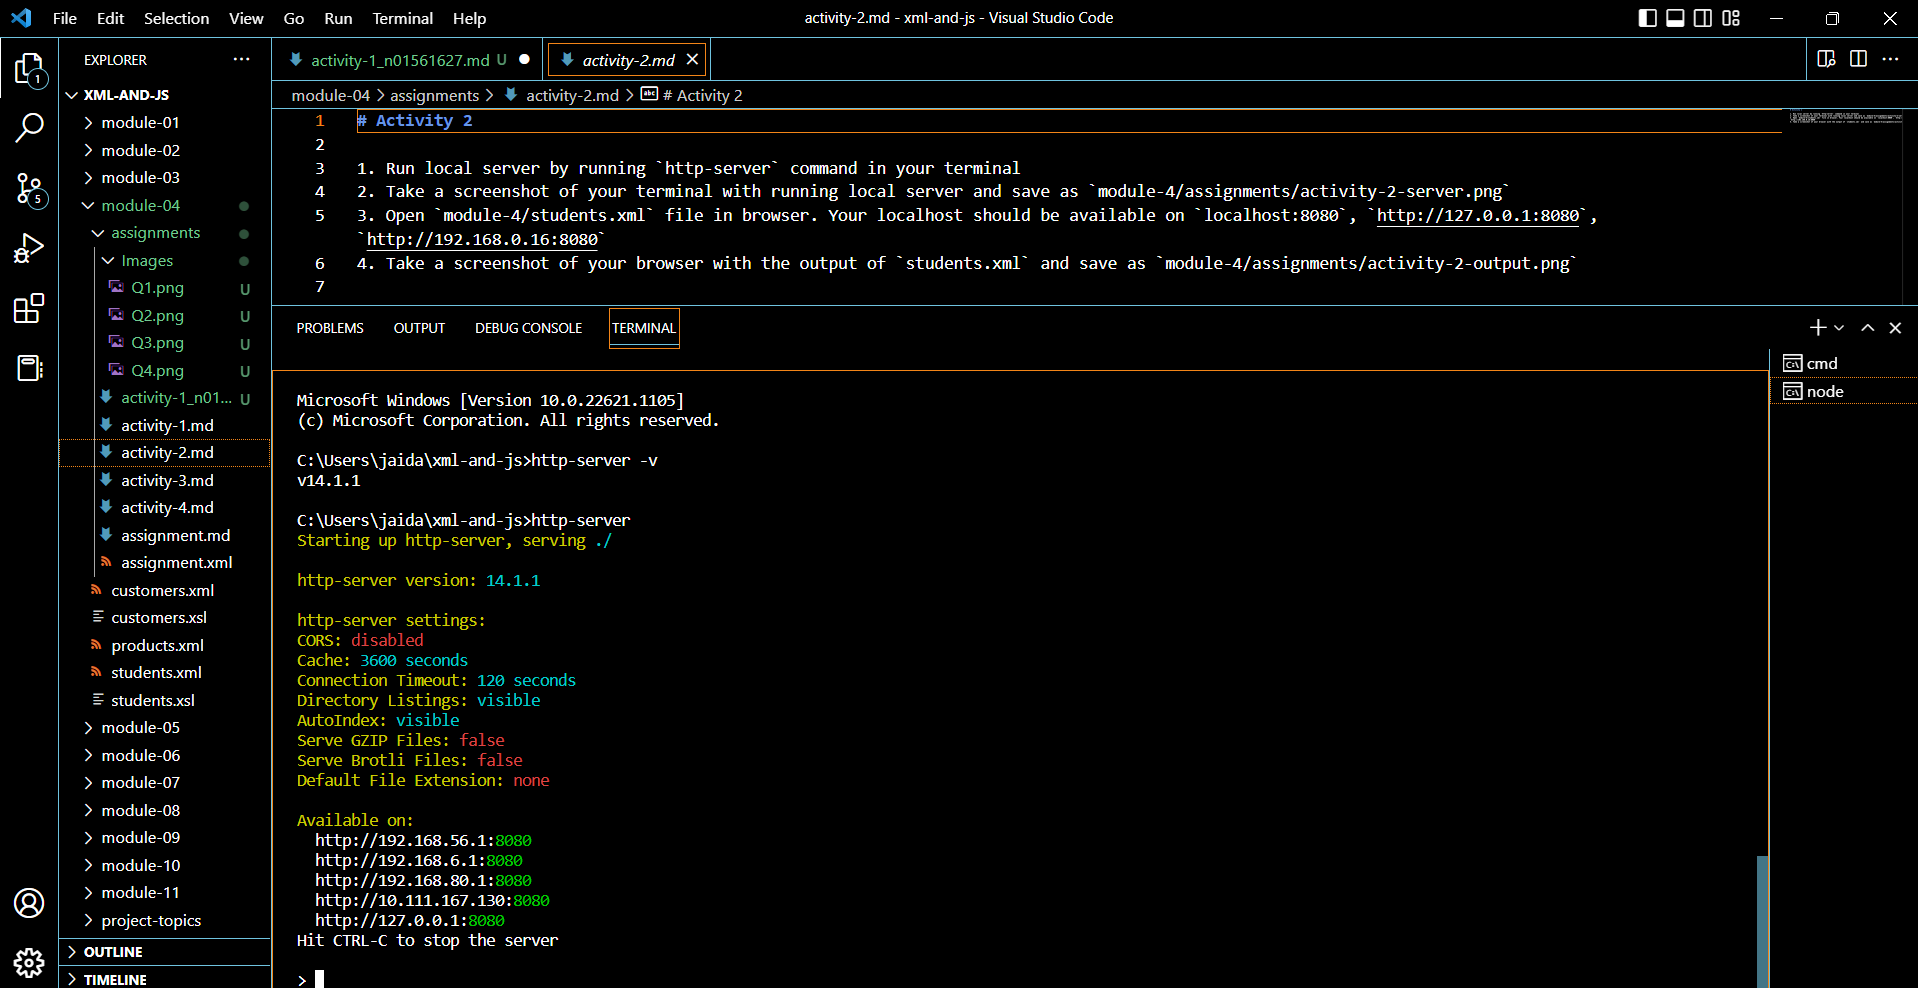 File Edit Selection View Go Run Terminal Help
activity-2.md - xml-and-js - Visual Studio Code
1
5
EXPLORER
XML-AND-JS
module-01
module-02
module-03
module-04
assignments
Images
Q1.png U
Q2.png U
Q3.png U
Q4.png U
activity-1_n01... U
activity-1.md
activity-2.md
activity-3.md
activity-4.md
assignment.md
assignment.xml
customers.xml
customers.xsl
products.xml
students.xml
students.xsl
module-05
module-06
module-07
module-08
module-09
module-10
module-11
project-topics
OUTLINE
TIMELINE
activity-1_n01561627.md U
activity-2.md
module-04 > assignments > activity-2.md > abc # Activity 2
1 # Activity 2
2
3 1. Run local server by running `http-server` command in your terminal
4 2. Take a screenshot of your terminal with running local server and save as `module-4/assignments/activity-2-server.png`
5 3. Open `module-4/students.xml` file in browser. Your localhost should be available on `localhost:8080`, `http://127.0.0.1:8080`,
`http://192.168.0.16:8080`
6 4. Take a screenshot of your browser with the output of `students.xml` and save as `module-4/assignments/activity-2-output.png`
7
PROBLEMS OUTPUT DEBUG CONSOLE TERMINAL
cmd
node
Microsoft Windows [Version 10.0.22621.1105]
(c) Microsoft Corporation. All rights reserved.
C:\Users\jaida\xml-and-js>http-server -v
v14.1.1
C:\Users\jaida\xml-and-js>http-server
Starting up http-server, serving ./
http-server version: 14.1.1
http-server settings:
CORS: disabled
Cache: 3600 seconds
Connection Timeout: 120 seconds
Directory Listings: visible
AutoIndex: visible
Serve GZIP Files: false
Serve Brotli Files: false
Default File Extension: none
Available on:
http://192.168.56.1:8080
http://192.168.6.1:8080
http://192.168.80.1:8080
http://10.111.167.130:8080
http://127.0.0.1:8080
Hit CTRL-C to stop the server
>